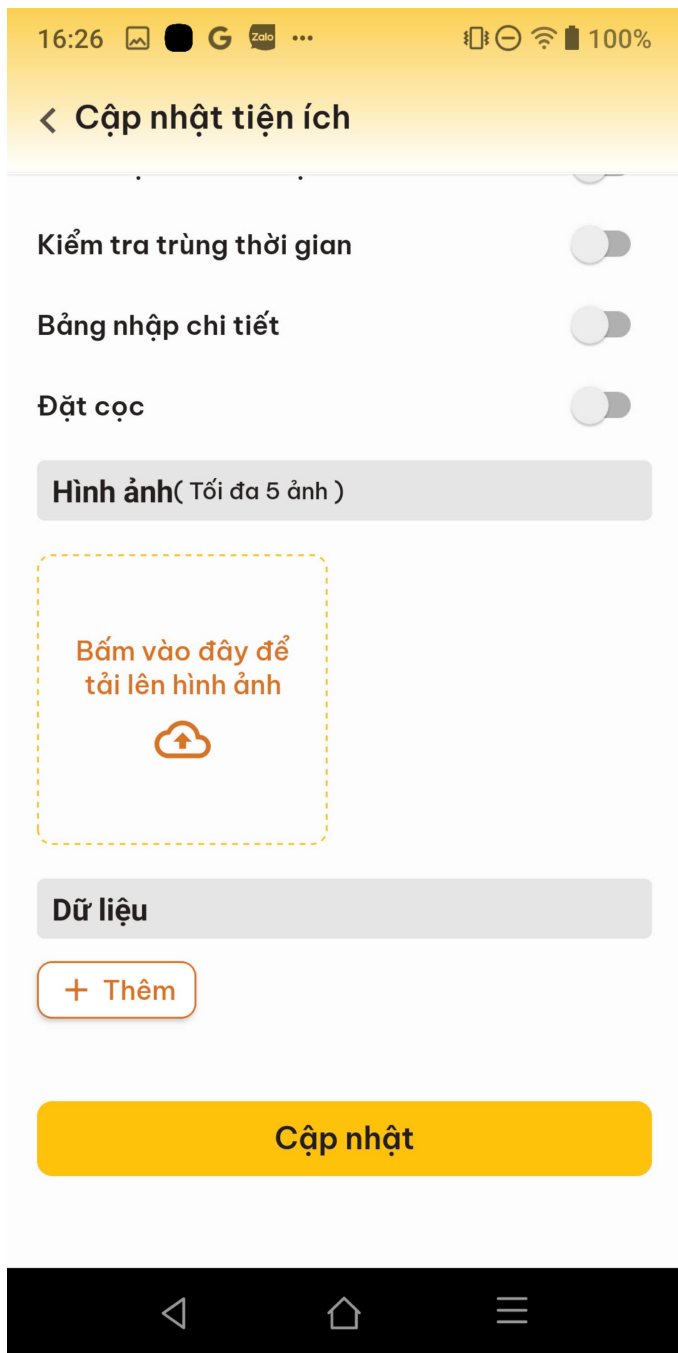 16:26 G Zalo ... 100%
Cập nhật tiện ích
Kiểm tra trùng thời gian
Bảng nhập chi tiết
Đặt cọc
Hình ảnh( Tối đa 5 ảnh )
Bấm vào đây để
tải lên hình ảnh
Dữ liệu
+ Thêm
Cập nhật